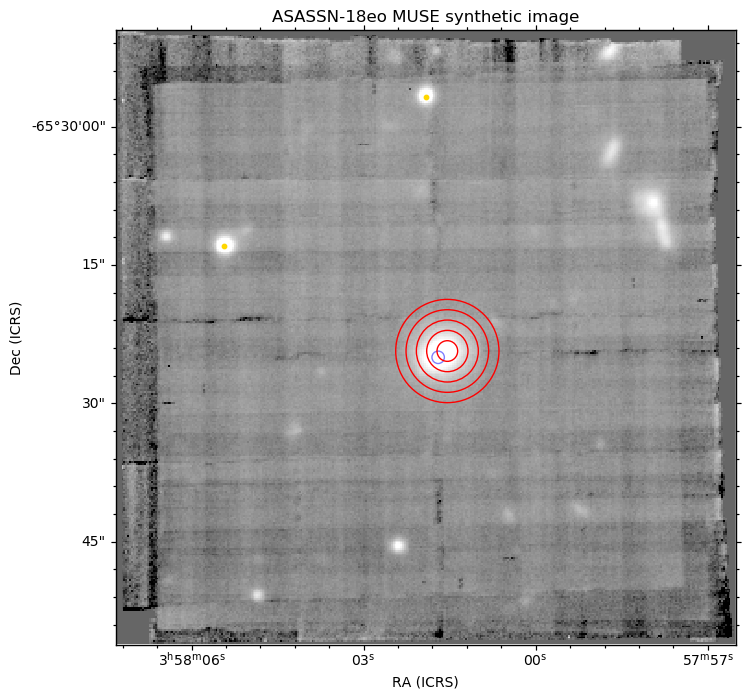 ASASSN-18eo MUSE synthetic image
-65°30'00"
15"
30"
45"
Dec (ICRS)
3h58m06s 03s 00s 57m57s
RA (ICRS)